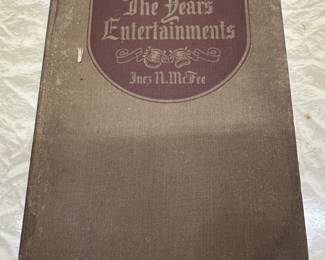 The Years
Entertainments
Inez N. McFee